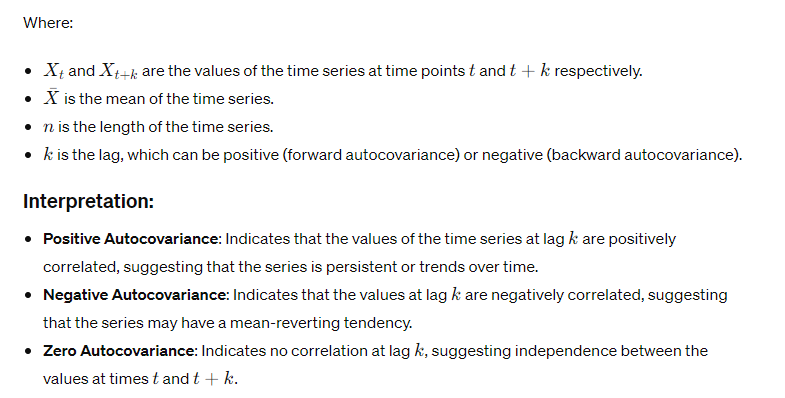 Where:
• Xₜ and Xₜ₊ₖ are the values of the time series at time points t and t + k respectively.
• X̄ is the mean of the time series.
• n is the length of the time series.
• k is the lag, which can be positive (forward autocovariance) or negative (backward autocovariance).
Interpretation:
• Positive Autocovariance: Indicates that the values of the time series at lag k are positively
correlated, suggesting that the series is persistent or trends over time.
• Negative Autocovariance: Indicates that the values at lag k are negatively correlated, suggesting
that the series may have a mean-reverting tendency.
• Zero Autocovariance: Indicates no correlation at lag k, suggesting independence between the
values at times t and t + k.